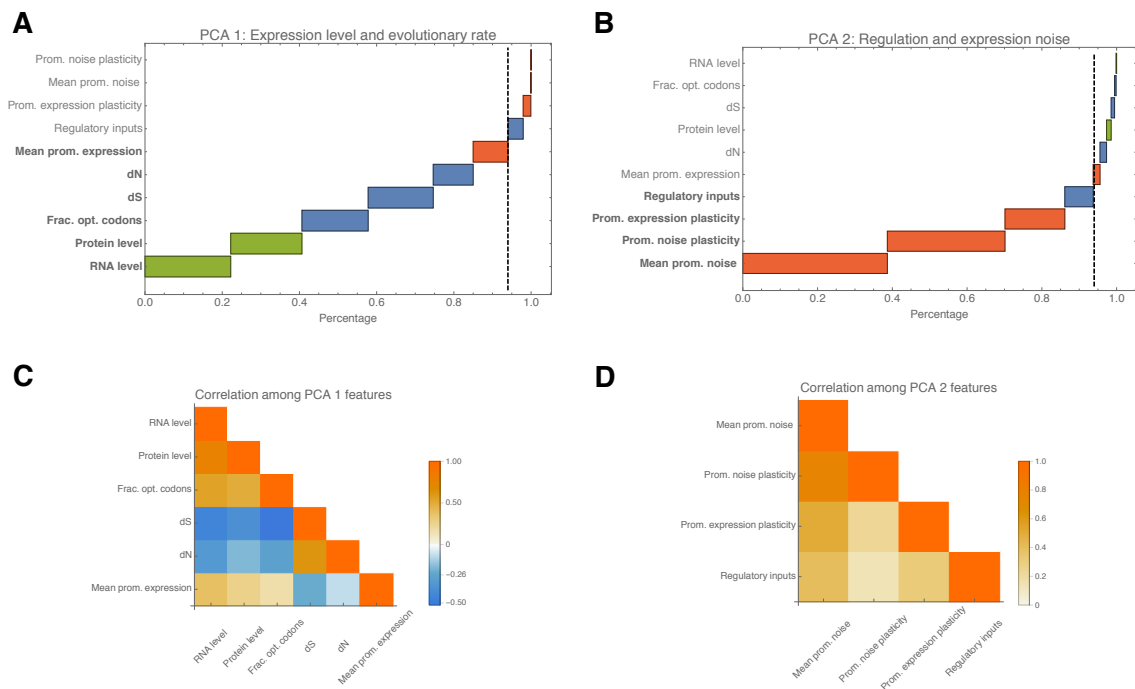 A
PCA 1: Expression level and evolutionary rate
Prom. noise plasticity
Mean prom. noise
Prom. expression plasticity
Regulatory inputs
Mean prom. expression
dN
dS
Frac. opt. codons
Protein level
RNA level
0.0 0.2 0.4 0.6 0.8 1.0
Percentage
B
PCA 2: Regulation and expression noise
RNA level
Frac. opt. codons
dS
Protein level
dN
Mean prom. expression
Regulatory inputs
Prom. expression plasticity
Prom. noise plasticity
Mean prom. noise
0.0 0.2 0.4 0.6 0.8 1.0
Percentage
C
Correlation among PCA 1 features
RNA level
Protein level
Frac. opt. codons
dS
dN
Mean prom. expression
RNA level
Protein level
Frac. opt. codons
dS
dN
Mean prom. expression
1.00
0.50
0
-0.26
-0.50
D
Correlation among PCA 2 features
Mean prom. noise
Prom. noise plasticity
Prom. expression plasticity
Regulatory inputs
Mean prom. noise
Prom. noise plasticity
Prom. expression plasticity
Regulatory inputs
1.0
0.8
0.6
0.4
0.2
0